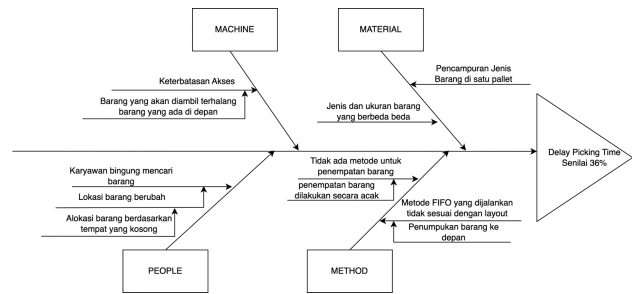 MACHINE
MATERIAL
Keterbatasan Akses
Barang yang akan diambil terhalang
barang yang ada di depan
Pencampuran Jenis
Barang di satu pallet
Jenis dan ukuran barang
yang berbeda beda
Delay Picking Time
Senilai 36%
Karyawan bingung mencari
barang
Lokasi barang berubah
Alokasi barang berdasarkan
tempat yang kosong
Tidak ada metode untuk
penempatan barang
penempatan barang
dilakukan secara acak
Metode FIFO yang dijalankan
tidak sesuai dengan layout
Penumpukan barang ke
depan
PEOPLE
METHOD